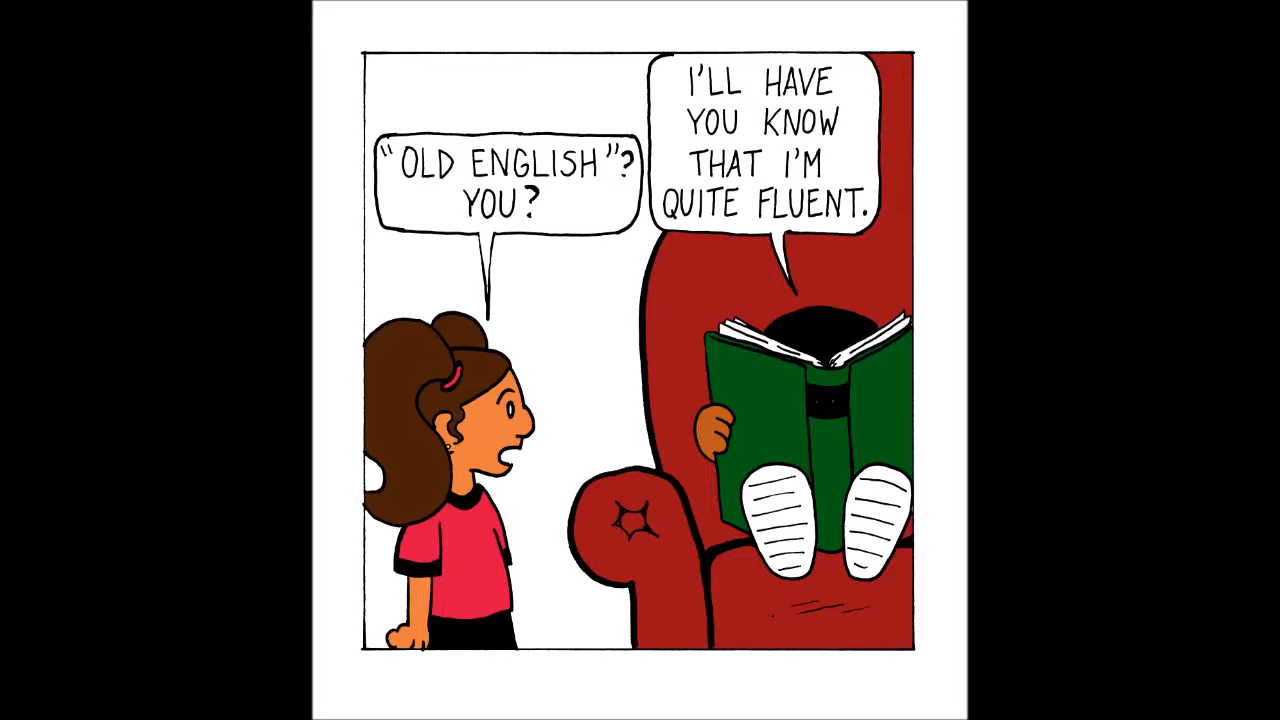 "OLD ENGLISH"?
YOU?
I'LL HAVE
YOU KNOW
THAT I'M
QUITE FLUENT.